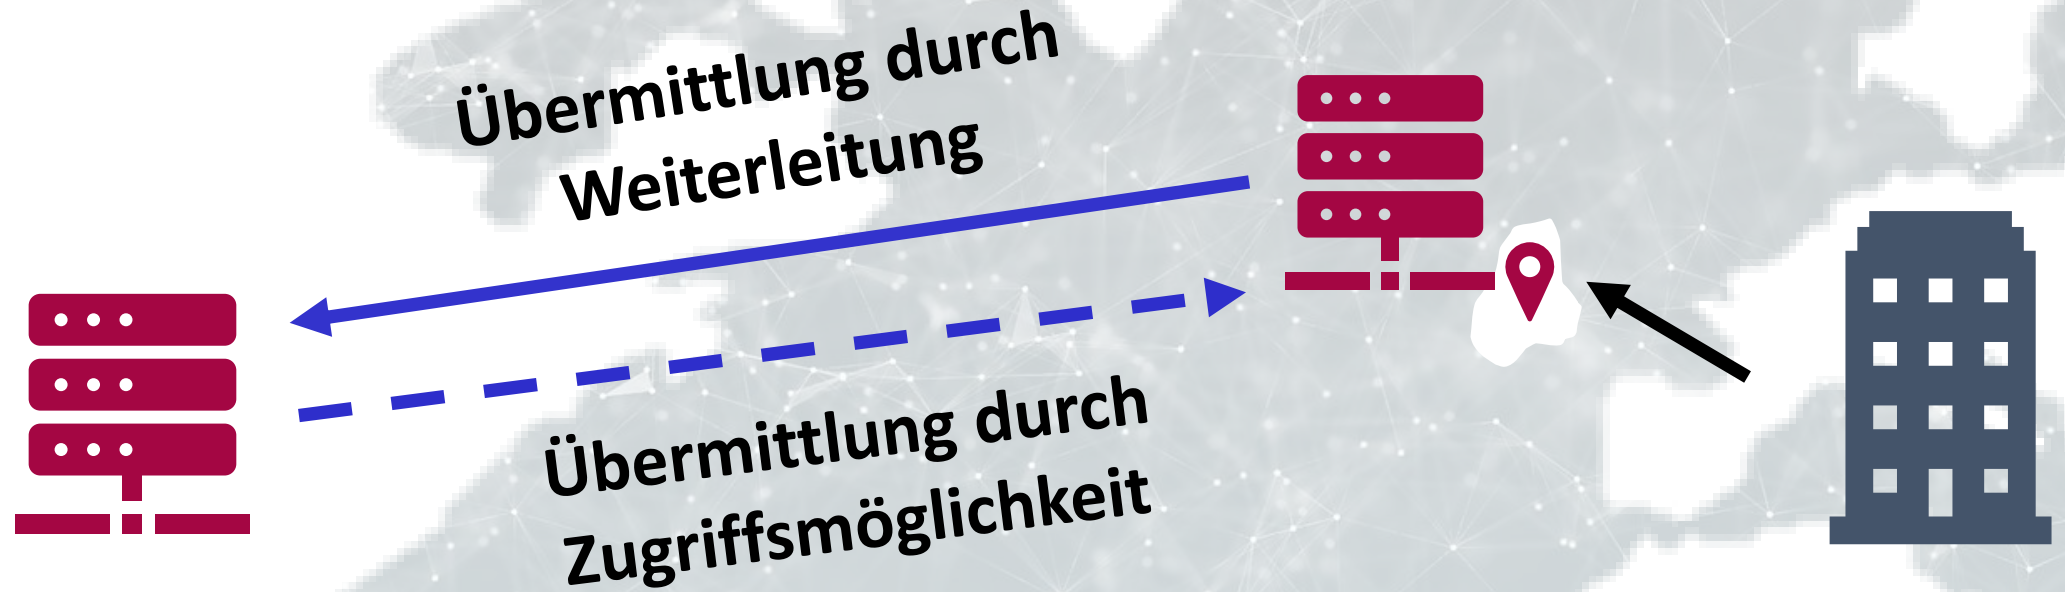 Übermittlung durch
Weiterleitung
Übermittlung durch
Zugriffsmöglichkeit